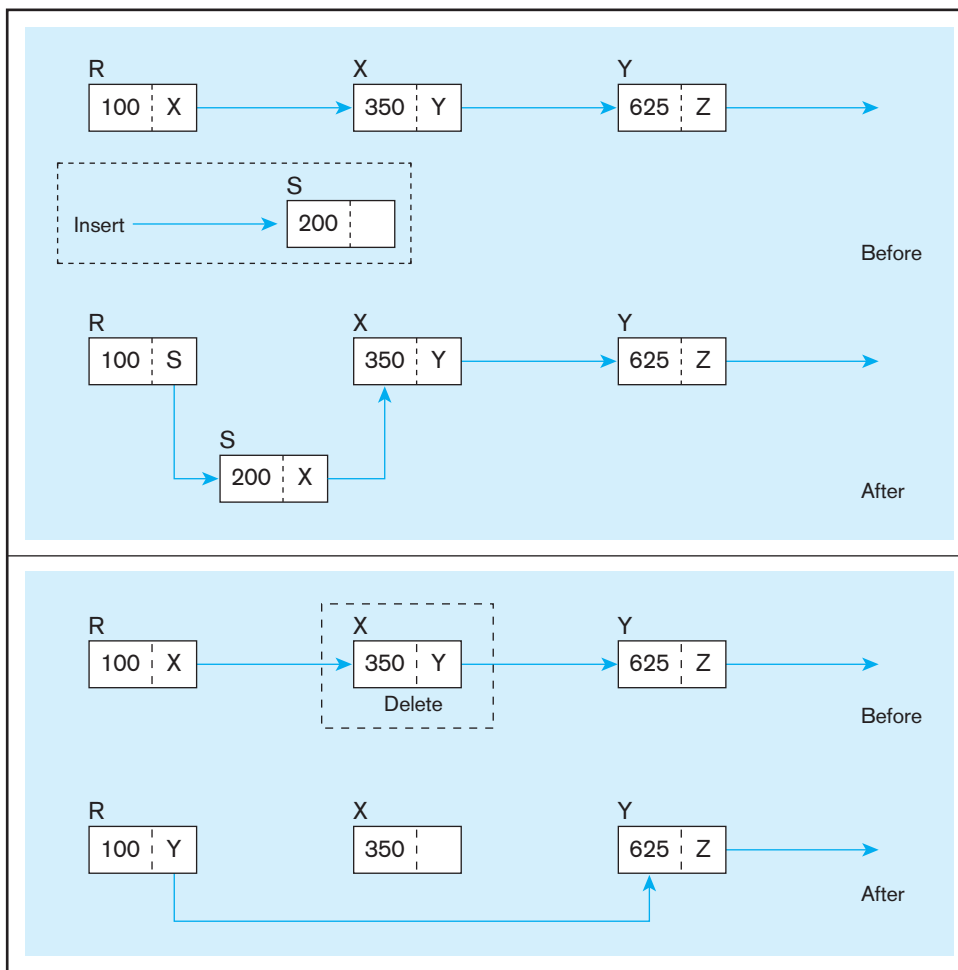 R X Y
100 X 350 Y 625 Z
S
Insert 200
Before
R X Y
100 S 350 Y 625 Z
S
200 X
After
R X Y
100 X 350 Y 625 Z
Delete
Before
R X Y
100 Y 350 625 Z
After